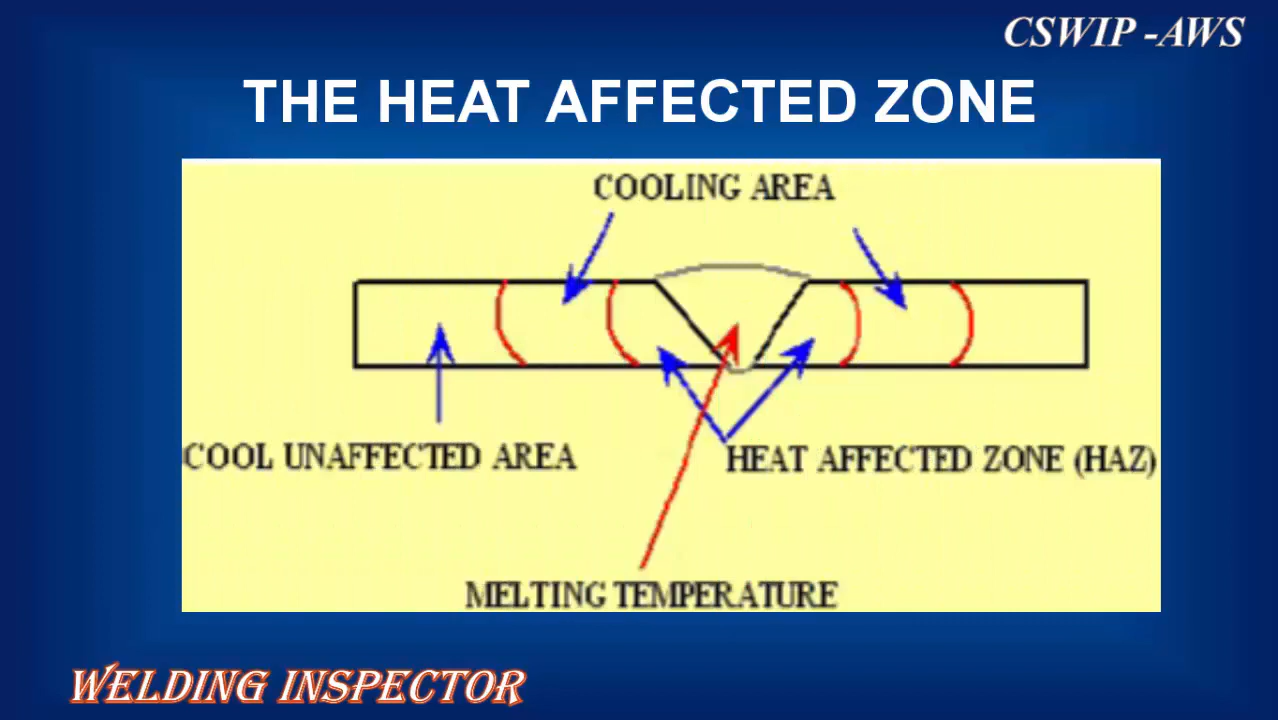 CSWIP -AWS
THE HEAT AFFECTED ZONE
COOLING AREA
COOL UNAFFECTED AREA
HEAT AFFECTED ZONE (HAZ)
MELTING TEMPERATURE
WELDING INSPECTOR